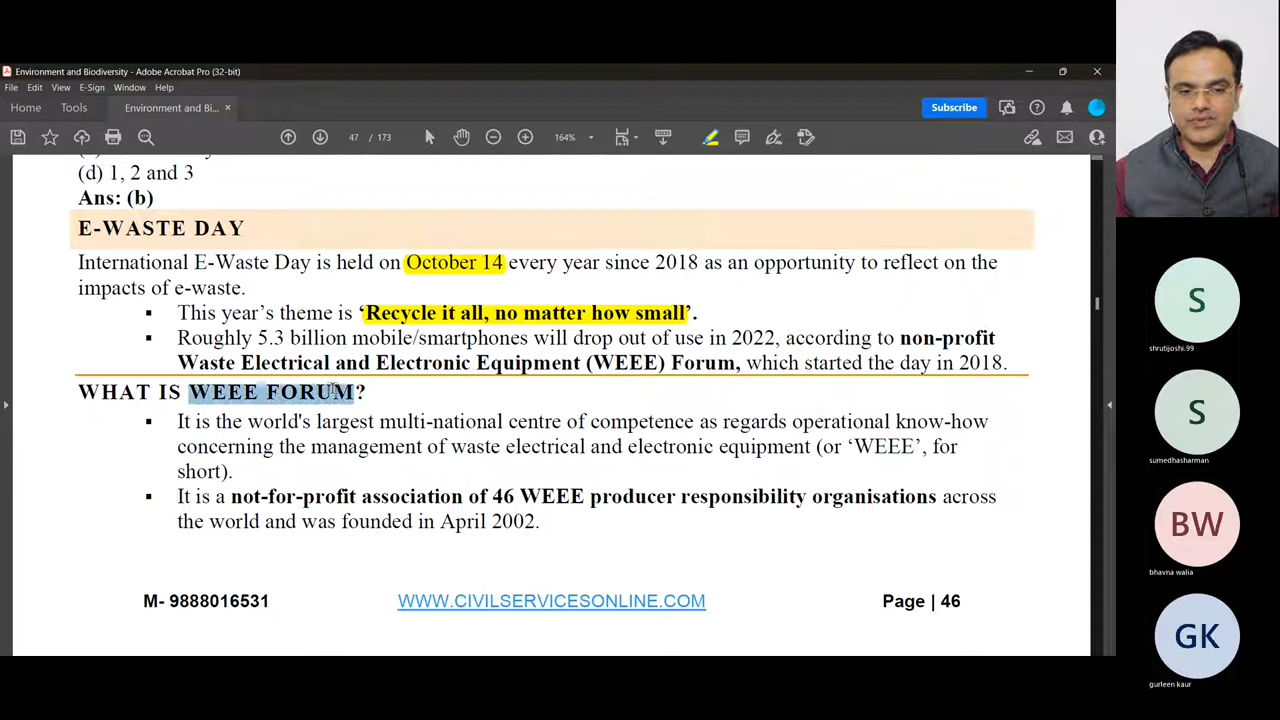 Environment and Biodiversity - Adobe Acrobat Pro (32-bit)
File Edit View E-Sign Window Help
Home Tools Environment and Bi... × Subscribe
47 / 173 164%
(d) 1, 2 and 3
Ans: (b)
E-WASTE DAY
International E-Waste Day is held on October 14 every year since 2018 as an opportunity to reflect on the
impacts of e-waste.
▪ This year's theme is ‘Recycle it all, no matter how small’.
▪ Roughly 5.3 billion mobile/smartphones will drop out of use in 2022, according to non-profit
Waste Electrical and Electronic Equipment (WEEE) Forum, which started the day in 2018.
WHAT IS WEEE FORUM?
▪ It is the world's largest multi-national centre of competence as regards operational know-how
concerning the management of waste electrical and electronic equipment (or ‘WEEE’, for
short).
▪ It is a not-for-profit association of 46 WEEE producer responsibility organisations across
the world and was founded in April 2002.
M- 9888016531 WWW.CIVILSERVICESONLINE.COM Page | 46
S
shrutijoshi.99
S
sumedhasharman
BW
bhavna walia
GK
gurleen kaur